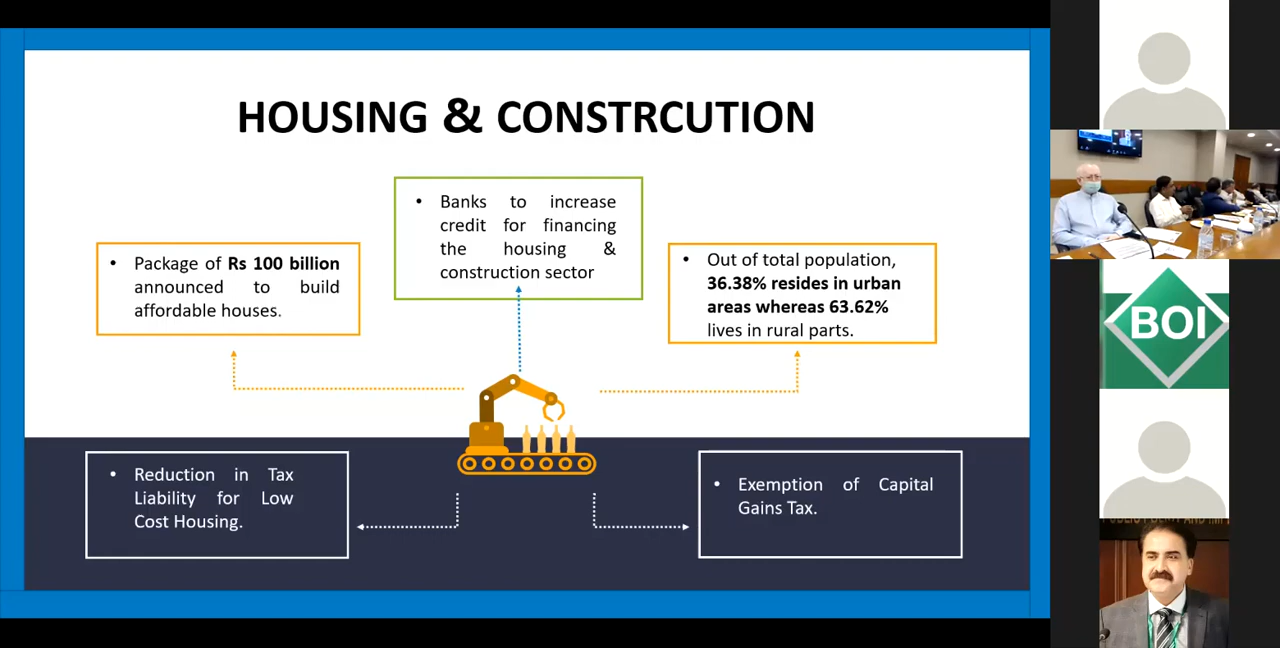 HOUSING & CONSTRCUTION
• Banks to increase
credit for financing
the housing &
construction sector
• Package of Rs 100 billion
announced to build
affordable houses.
• Out of total population,
36.38% resides in urban
areas whereas 63.62%
lives in rural parts.
• Reduction in Tax
Liability for Low
Cost Housing.
• Exemption of Capital
Gains Tax.
BOI